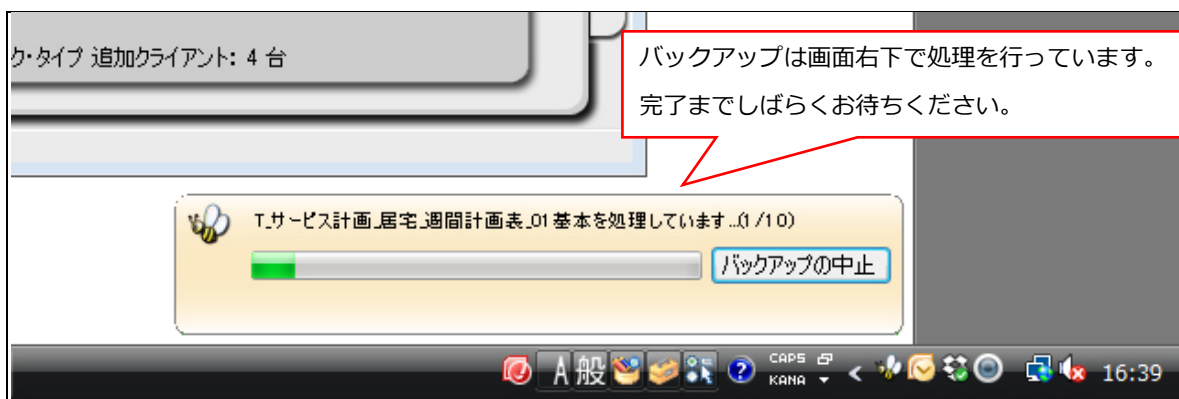 ク・タイプ 追加クライアント: 4 台
バックアップは画面右下で処理を行っています。
完了までしばらくお待ちください。
T_サービス計画_居宅_週間計画表_01基本を処理しています...(1/10)
バックアップの中止
A 般 CAPS
KANA
16:39